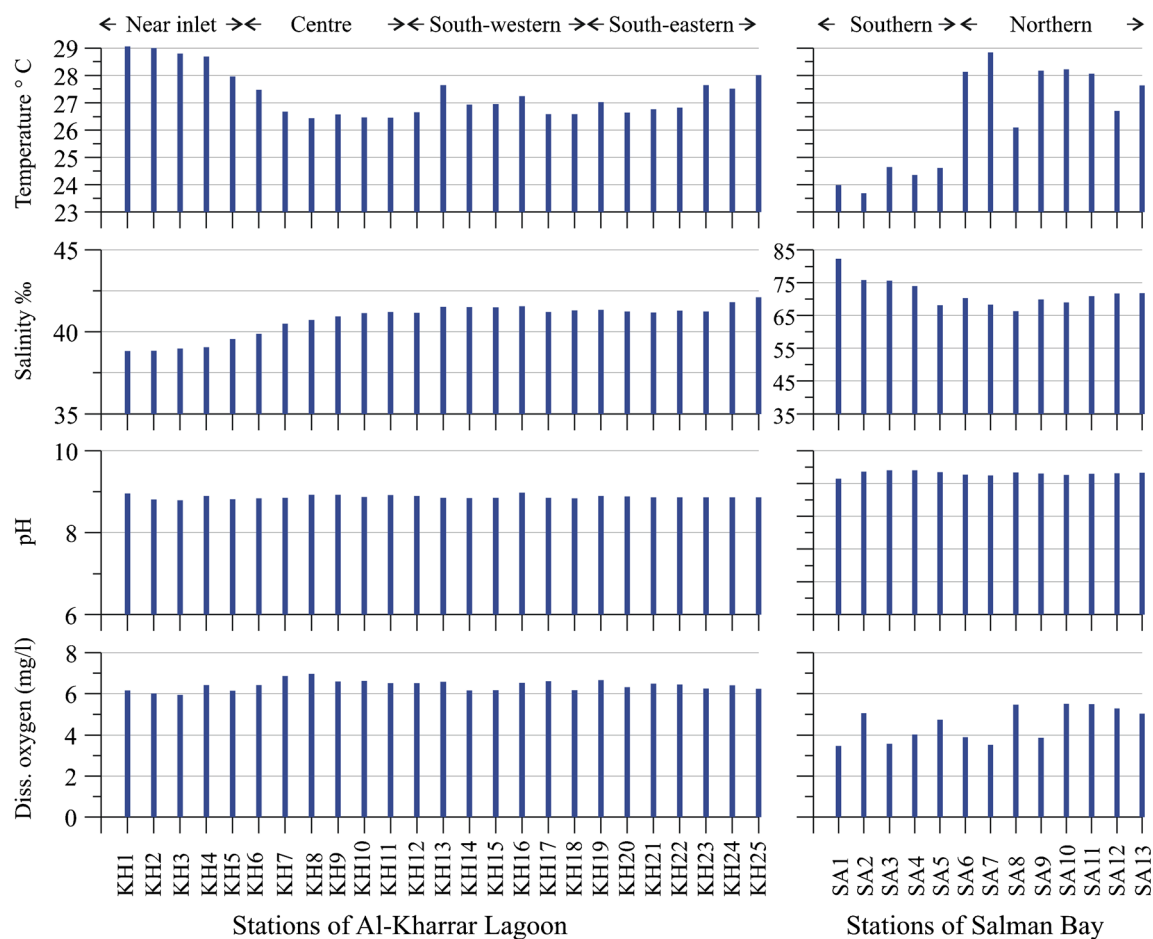 Near inlet Centre South-western South-eastern Southern Northern
Temperature ° C
29
28
27
26
25
24
23
Salinity ‰
45
40
35
85
75
65
55
45
35
pH
10
8
6
Diss. oxygen (mg/l)
8
6
4
2
0
KH1 KH2 KH3 KH4 KH5 KH6 KH7 KH8 KH9 KH10 KH11 KH12 KH13 KH14 KH15 KH16 KH17 KH18 KH19 KH20 KH21 KH22 KH23 KH24 KH25
SA1 SA2 SA3 SA4 SA5 SA6 SA7 SA8 SA9 SA10 SA11 SA12 SA13
Stations of Al-Kharrar Lagoon
Stations of Salman Bay